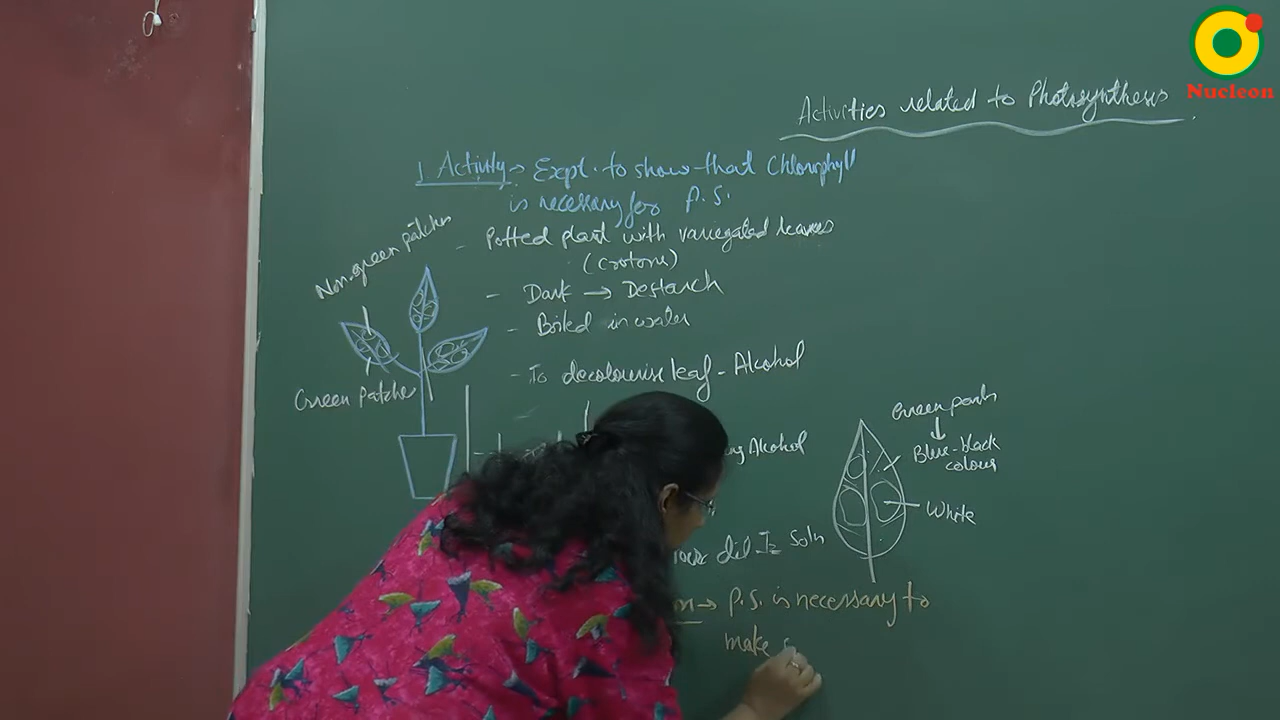 Nucleon
Activities related to Photosynthesis
1 Activity → Expt. to show that Chlorophyll
is necessary for P.S.
Non-green patches
- Potted plant with variegated leaves
(Crotons)
- Dark → Destarch
- Boiled in water
- To decolourise leaf - Alcohol
Green Patches
Alcohol
Green parts
Blue-black
colour
White
dil. I2 Soln
→ P.S. is necessary to
make